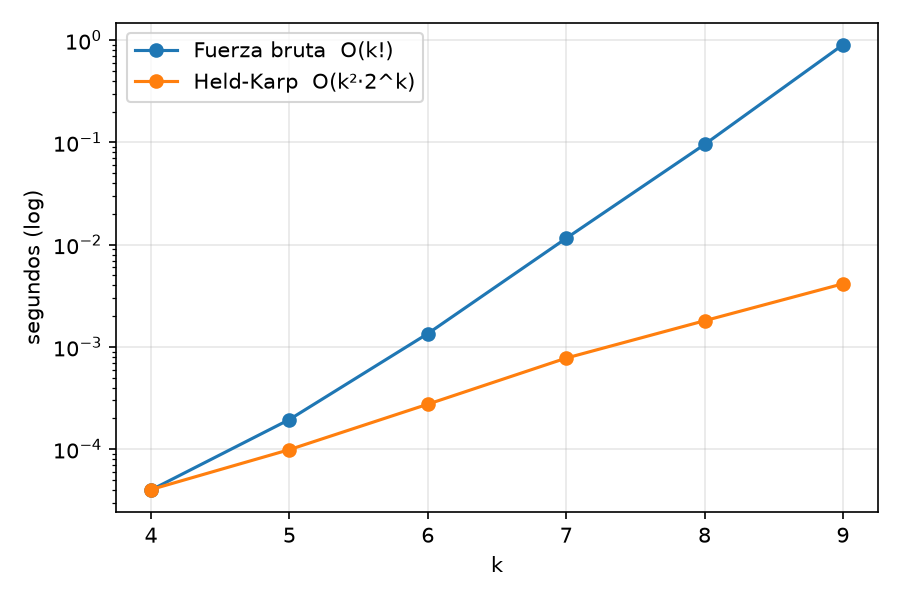 Fuerza bruta  O(k!)
Held-Karp  O(k²·2^k)
segundos (log)
10⁰
10⁻¹
10⁻²
10⁻³
10⁻⁴
4 5 6 7 8 9
k